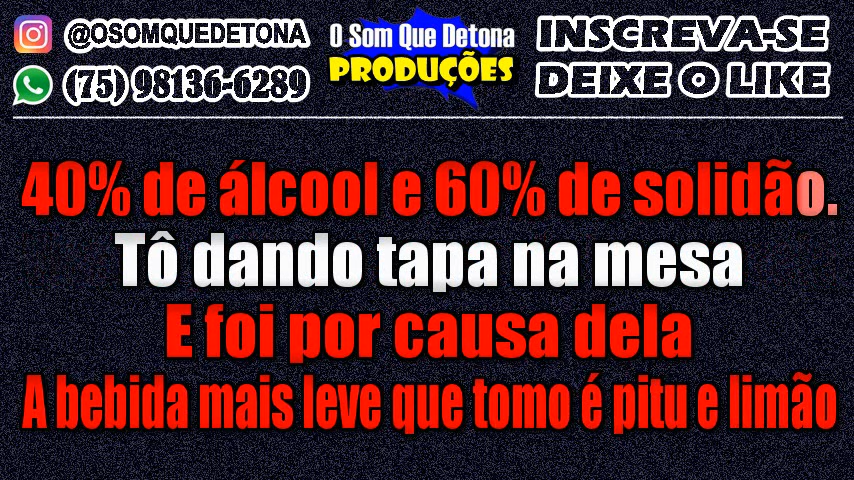 @OSOMQUEDETONA
(75) 98136-6289
O Som Que Detona
PRODUÇÕES
INSCREVA-SE
DEIXE O LIKE
40% de álcool e 60% de solidão.
Tô dando tapa na mesa
E foi por causa dela
A bebida mais leve que tomo é pitu e limão